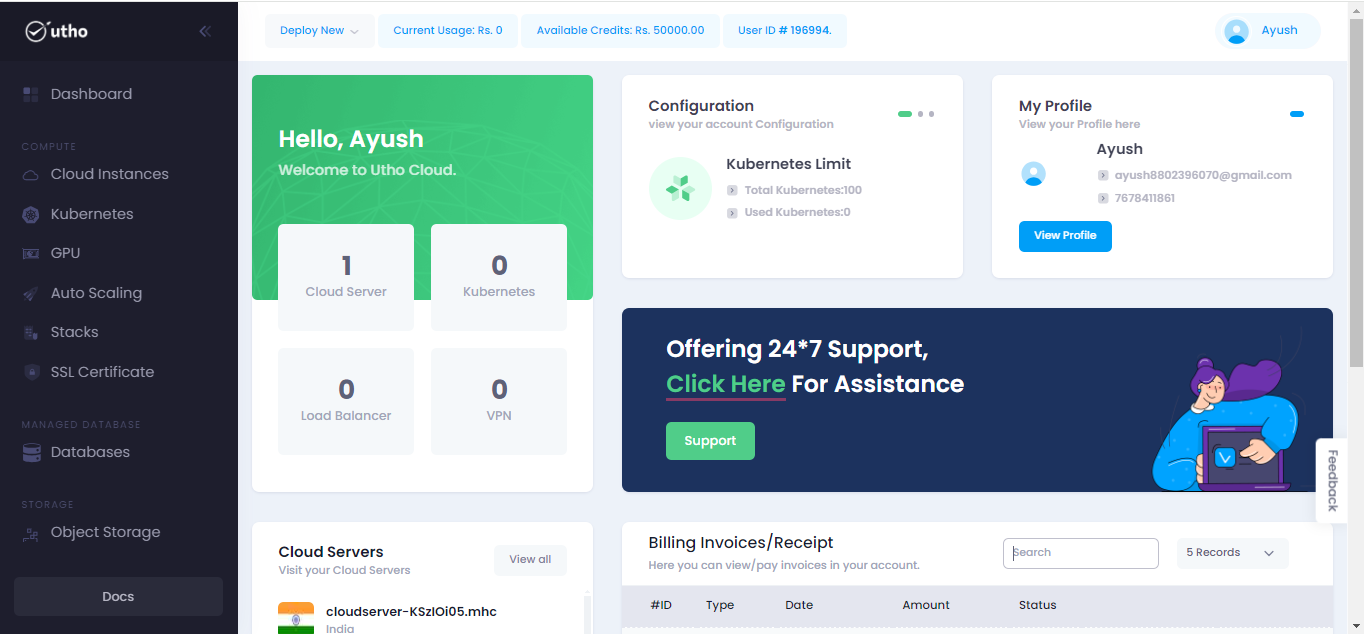 utho
Deploy New
Current Usage: Rs. 0
Available Credits: Rs. 50000.00
User ID # 196994.
Ayush
Dashboard
COMPUTE
Cloud Instances
Kubernetes
GPU
Auto Scaling
Stacks
SSL Certificate
MANAGED DATABASE
Databases
STORAGE
Object Storage
Docs
Hello, Ayush
Welcome to Utho Cloud.
1
Cloud Server
0
Kubernetes
0
Load Balancer
0
VPN
Configuration
view your account Configuration
Kubernetes Limit
Total Kubernetes:100
Used Kubernetes:0
My Profile
View your Profile here
Ayush
ayush8802396070@gmail.com
7678411861
View Profile
Offering 24*7 Support,
Click Here For Assistance
Support
Feedback
Cloud Servers
Visit your Cloud Servers
View all
cloudserver-KSzIOi05.mhc
India
Billing Invoices/Receipt
Here you can view/pay invoices in your account.
Search
5 Records
#ID Type Date Amount Status